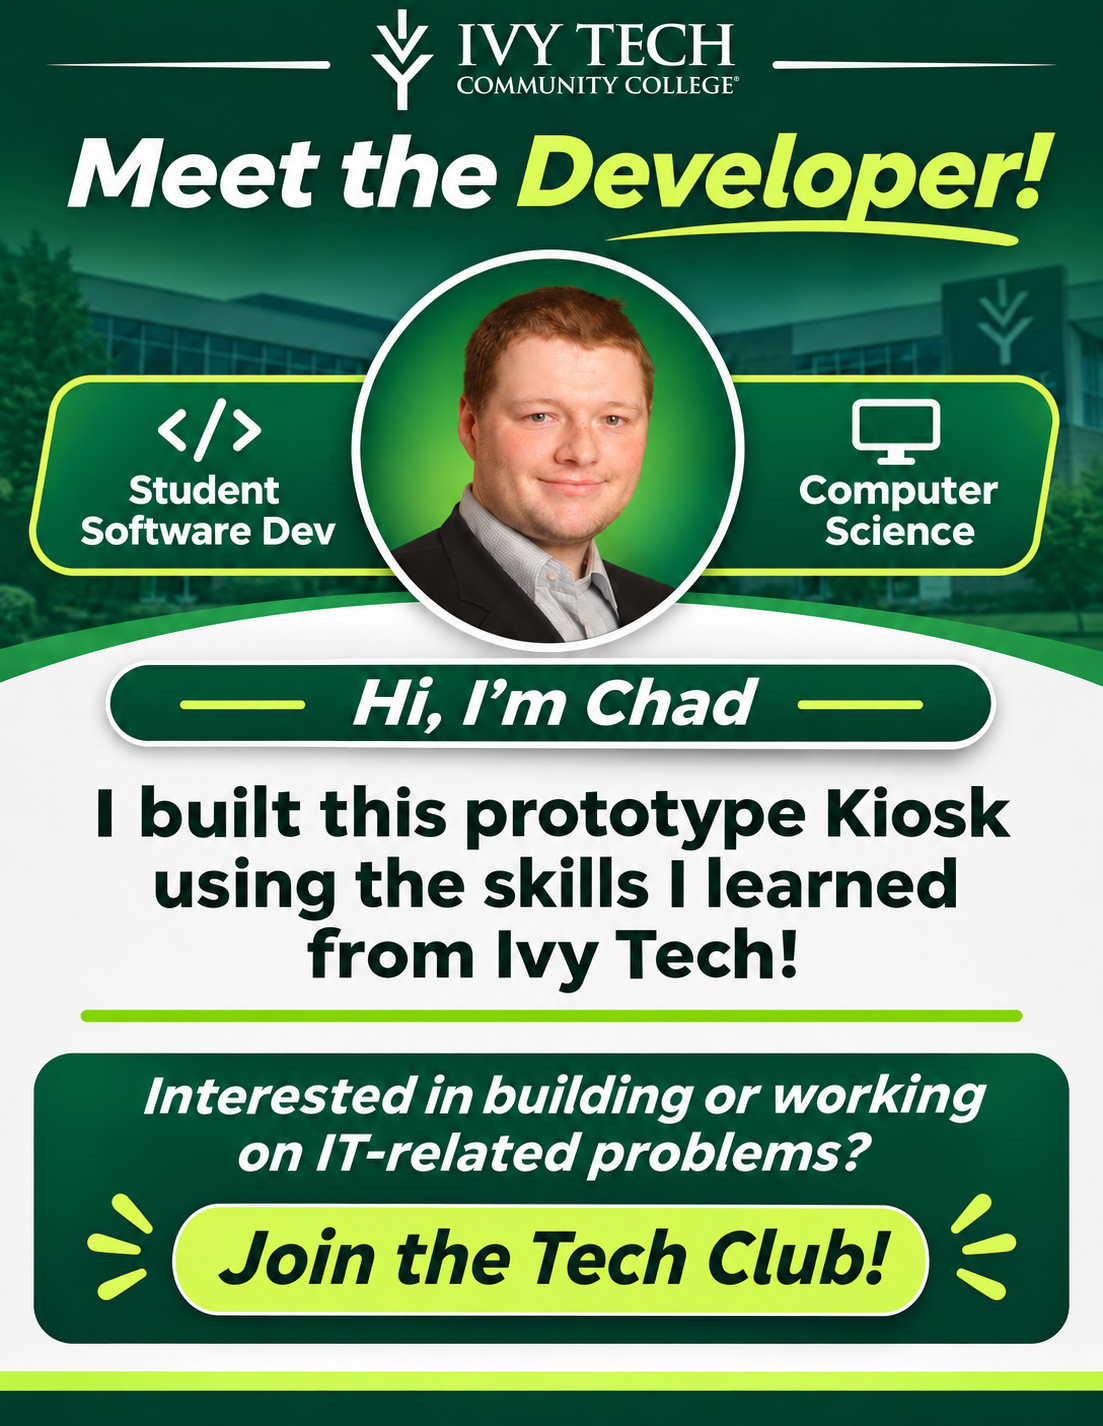 IVY TECH
COMMUNITY COLLEGE®
Meet the Developer!
</>
Student
Software Dev
Computer
Science
Hi, I'm Chad
I built this prototype Kiosk
using the skills I learned
from Ivy Tech!
Interested in building or working
on IT-related problems?
Join the Tech Club!